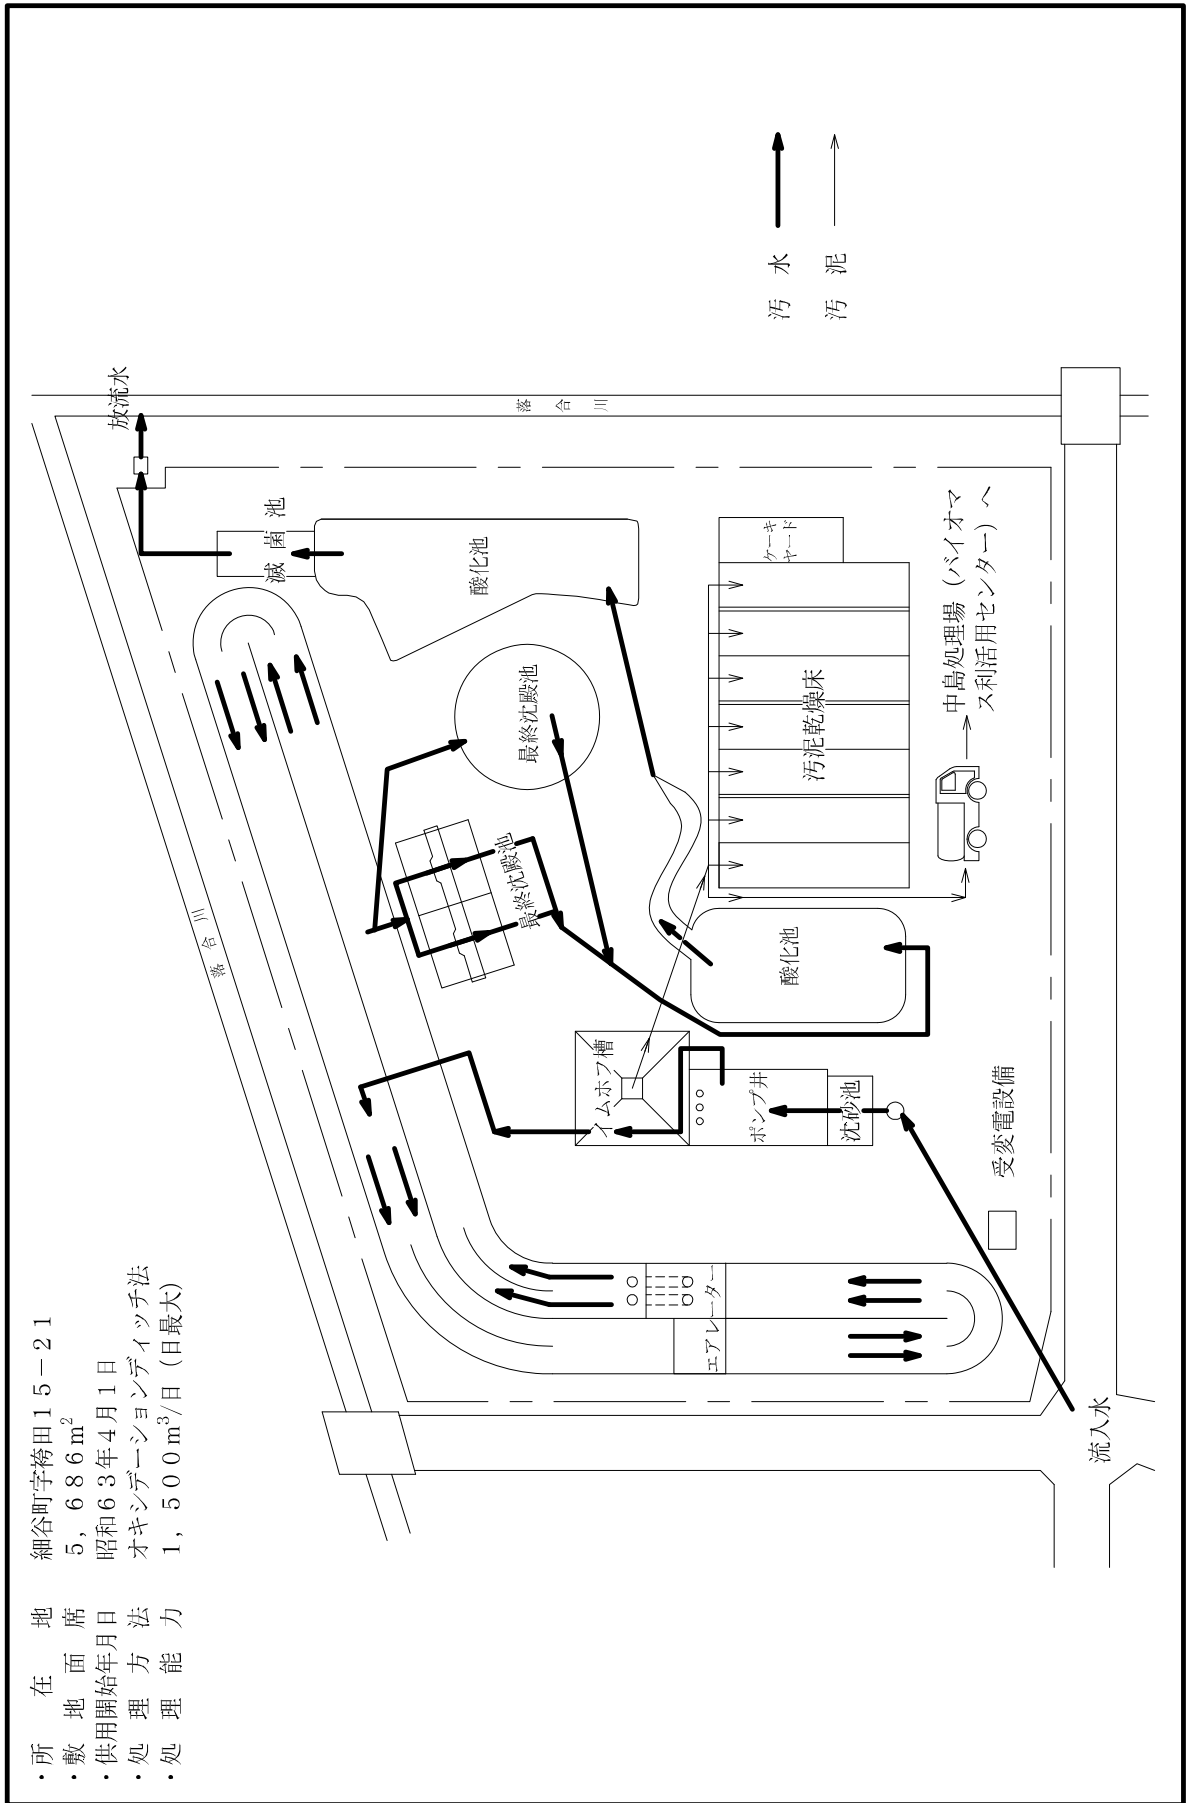 ・所在地 細谷町字袴田１５－２１
・敷地面席 ５，６８６ｍ²
・供用開始年月日 昭和６３年４月１日
・処理方法 オキシデーションディッチ法
・処理能力 １，５００ｍ³/日（日最大）
落合川
放流水
滅菌池
酸化池
落合川
最終沈殿池
最終沈殿池
イムホフ槽
ポンプ井
沈砂池
エアレーター
酸化池
汚泥乾燥床
ケーキ
ヤード
中島処理場（バイオマ
ス利活用センター）へ
受変電設備
流入水
汚水
汚泥